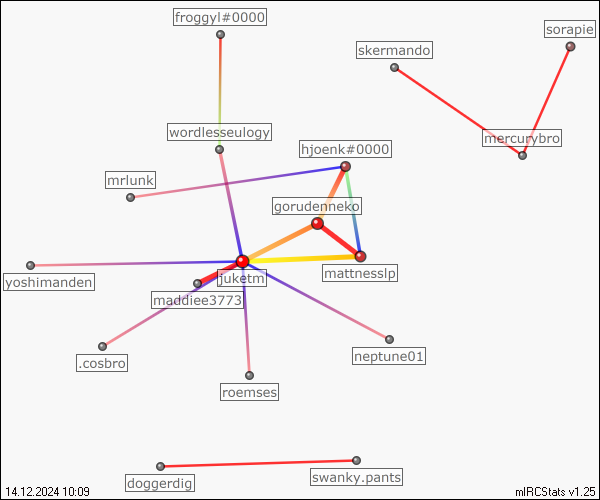 froggyl#0000
sorapie
skermando
wordlesseulogy
mercurybro
hjoenk#0000
mrlunk
gorudenneko
mattnesslp
juketm
yoshimanden
maddiee3773
neptune01
.cosbro
roemses
swanky.pants
doggerdig
14.12.2024 10:09
mIRCStats v1.25